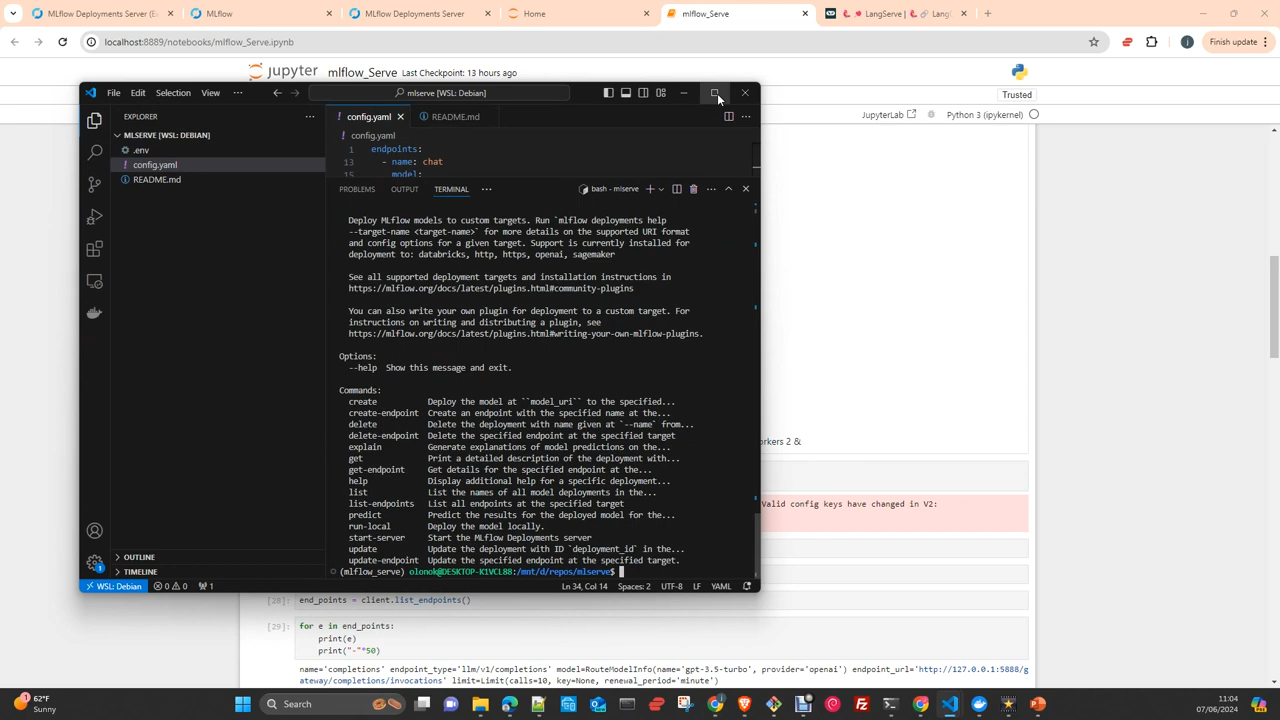 MLflow Deployments Server (E
MLflow
MLflow Deployments Server
Home
mlflow_Serve
LangServe |
Lang
localhost:8889/notebooks/mlflow_Serve.ipynb
Finish update
jupyter mlflow_Serve Last Checkpoint: 13 hours ago
Trusted
JupyterLab
Python 3 (ipykernel)
File Edit Selection View
mlserve [WSL: Debian]
EXPLORER
MLSERVE [WSL: DEBIAN]
.env
config.yaml
README.md
OUTLINE
TIMELINE
config.yaml
README.md
config.yaml
1 endpoints:
13 - name: chat
model:
PROBLEMS OUTPUT TERMINAL
bash - mlserve
Deploy MLflow models to custom targets. Run `mlflow deployments help
--target-name <target-name>` for more details on the supported URI format
and config options for a given target. Support is currently installed for
deployment to: databricks, http, https, openai, sagemaker
See all supported deployment targets and installation instructions in
https://mlflow.org/docs/latest/plugins.html#community-plugins
You can also write your own plugin for deployment to a custom target. For
instructions on writing and distributing a plugin, see
https://mlflow.org/docs/latest/plugins.html#writing-your-own-mlflow-plugins.
Options:
--help Show this message and exit.
Commands:
create Deploy the model at ``model_uri`` to the specified...
create-endpoint Create an endpoint with the specified name at the...
delete Delete the deployment with name given at `--name` from...
delete-endpoint Delete the specified endpoint at the specified target
explain Generate explanations of model predictions on the...
get Print a detailed description of the deployment with...
get-endpoint Get details for the specified endpoint at the...
help Display additional help for a specific deployment...
list List the names of all model deployments in the...
list-endpoints List all endpoints at the specified target
predict Predict the results for the deployed model for the...
run-local Deploy the model locally.
start-server Start the MLflow Deployments server
update Update the deployment with ID `deployment_id` in the...
update-endpoint Update the endpoint at the specified target.
(mlflow_serve) olonok@DESKTOP-K1VCL88:/mnt/d/repos/mlserve$
WSL: Debian 0 0 1 Ln 34, Col 14 Spaces: 2 UTF-8 LF YAML
orkers 2 &
Valid config keys have changed in V2:
[28]: end_points = client.list_endpoints()
[29]: for e in end_points:
print(e)
print("-"*50)
name='completions' endpoint_type='llm/v1/completions' model=RouteModelInfo(name='gpt-3.5-turbo', provider='openai') endpoint_url='http://127.0.0.1:5888/g
ateway/completions/invocations' limit=Limit(calls=10, key=None, renewal_period='minute')
62°F
Sunny
Search
11:04
07/06/2024